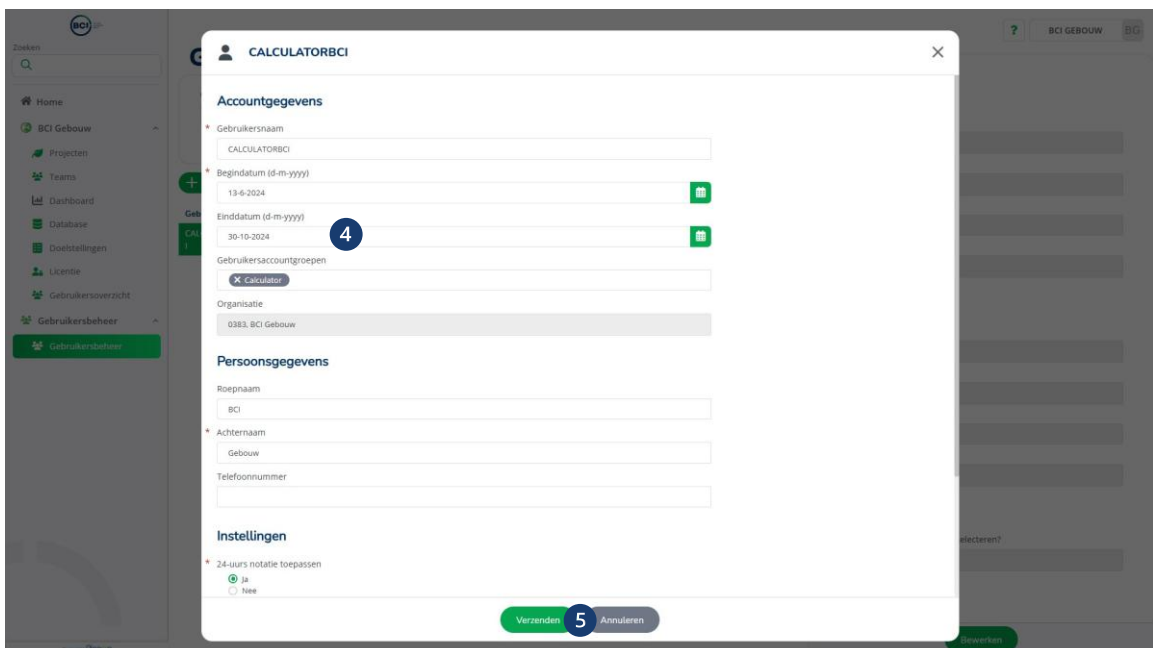 BCI
Zoeken
Home
BCI Gebouw
Projecten
Teams
Dashboard
Database
Doelstellingen
Licentie
Gebruikersoverzicht
Gebruikersbeheer
Gebruikersbeheer
G
+
Geb
CAL
I
? BCI GEBOUW BG
CALCULATORBCI
Accountgegevens
* Gebruikersnaam
CALCULATORBCI
* Begindatum (d-m-yyyy)
13-6-2024
Einddatum (d-m-yyyy)
30-10-2024 4
Gebruikersaccountgroepen
X Calculator
Organisatie
0383, BCI Gebouw
Persoonsgegevens
Roepnaam
BCI
* Achternaam
Gebouw
Telefoonnummer
Instellingen
* 24-uurs notatie toepassen
Ja
Nee
electeren?
Verzenden 5 Annuleren
Bewerken